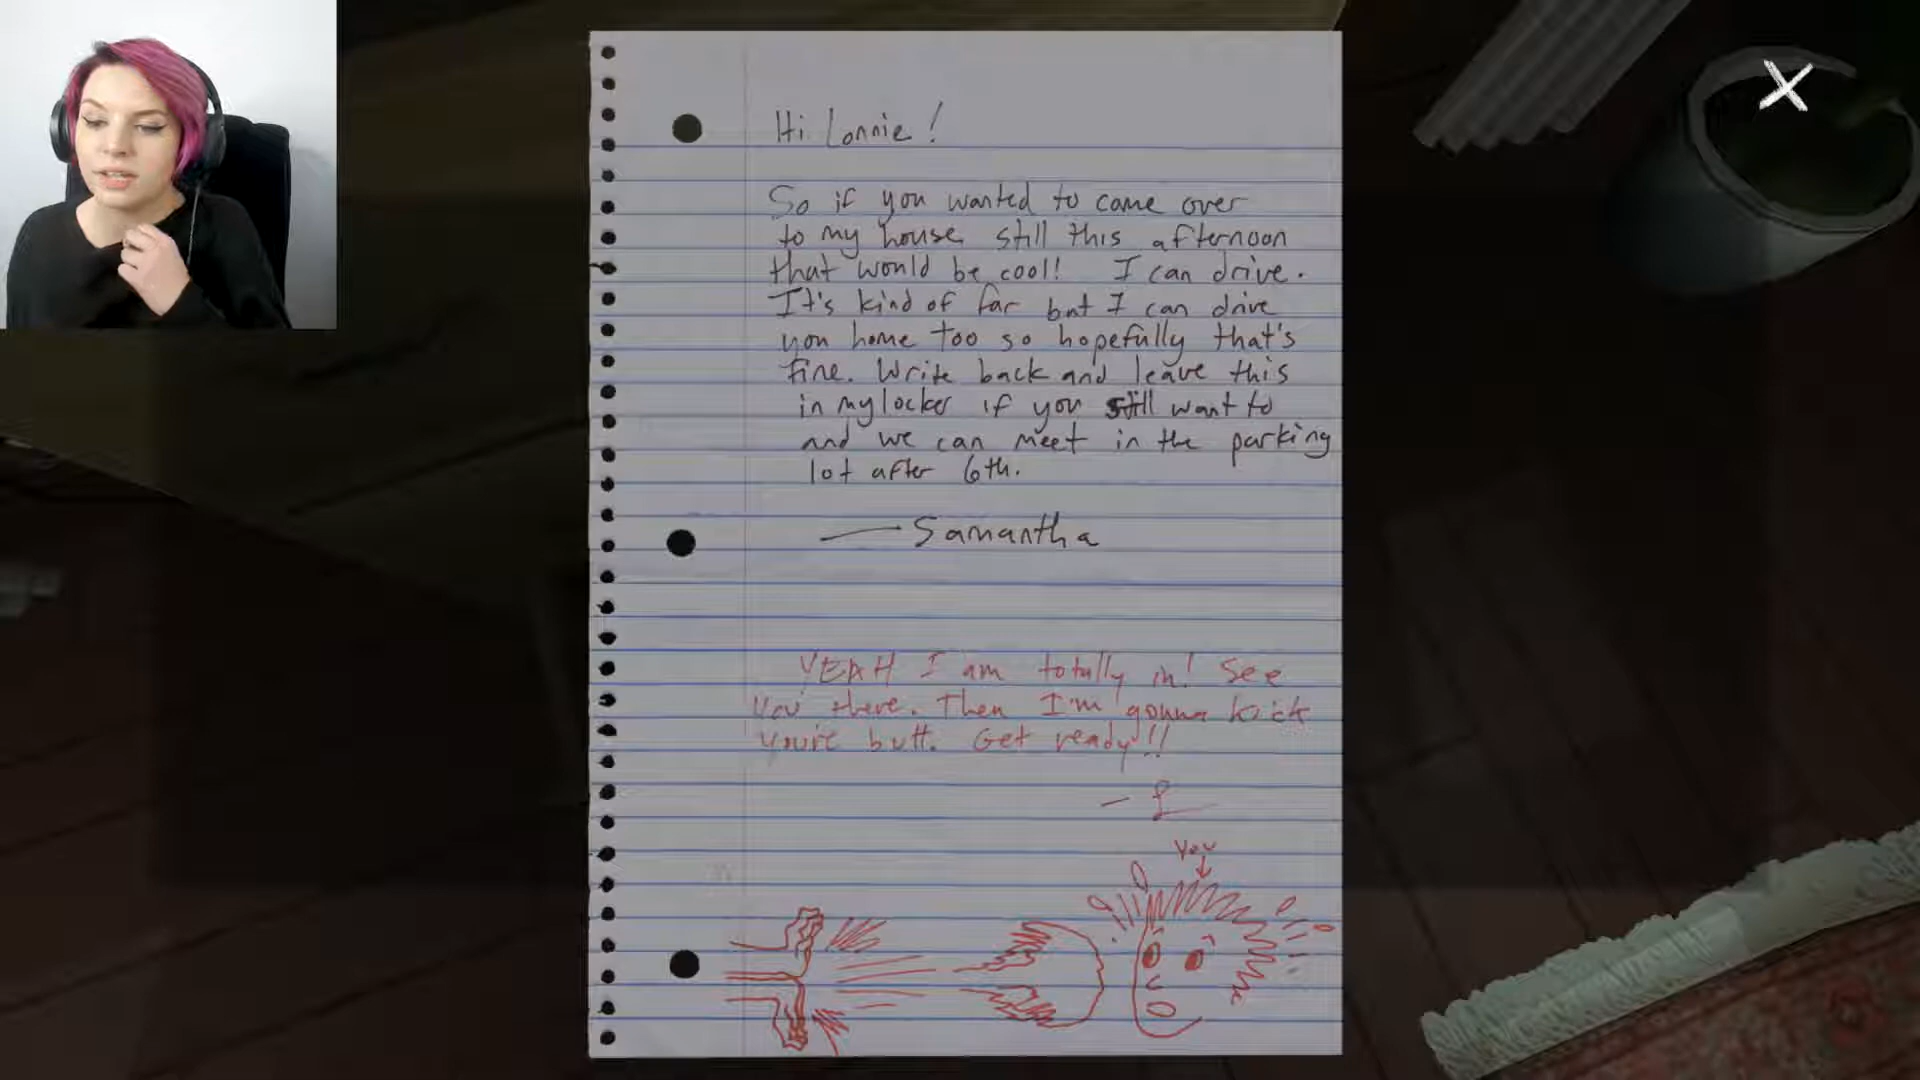 Hi Lonnie!
So if you wanted to come over
to my house still this afternoon
that would be cool! I can drive.
It's kind of far but I can drive
you home too so hopefully that's
fine. Write back and leave this
in my locker if you still want to
and we can meet in the parking
lot after 6th.
— Samantha
YEAH I am totally in! See
you there. Then I'm gonna kick
you're butt. Get ready!!
— L
You